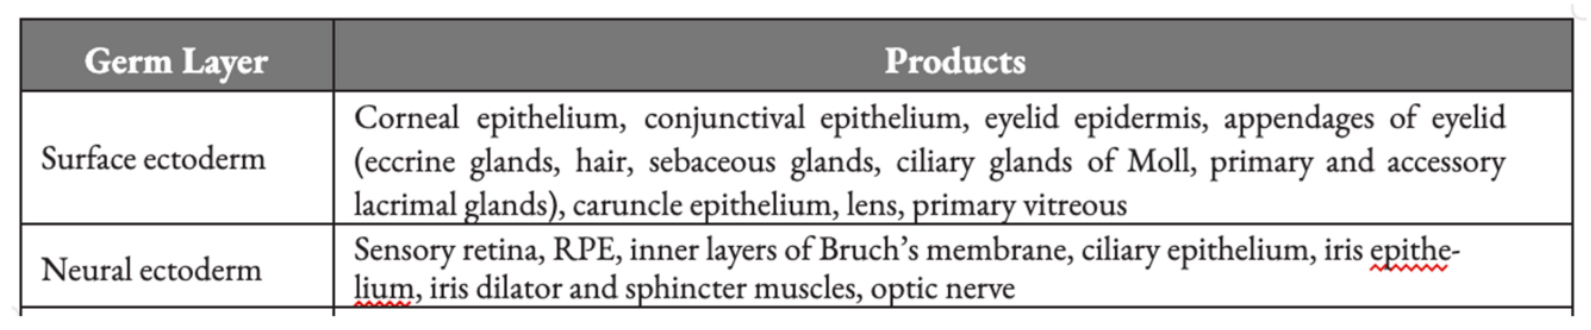 Germ Layer
Products
Surface ectoderm
Corneal epithelium, conjunctival epithelium, eyelid epidermis, appendages of eyelid
(eccrine glands, hair, sebaceous glands, ciliary glands of Moll, primary and accessory
lacrimal glands), caruncle epithelium, lens, primary vitreous
Neural ectoderm
Sensory retina, RPE, inner layers of Bruch’s membrane, ciliary epithelium, iris epithe-
lium, iris dilator and sphincter muscles, optic nerve